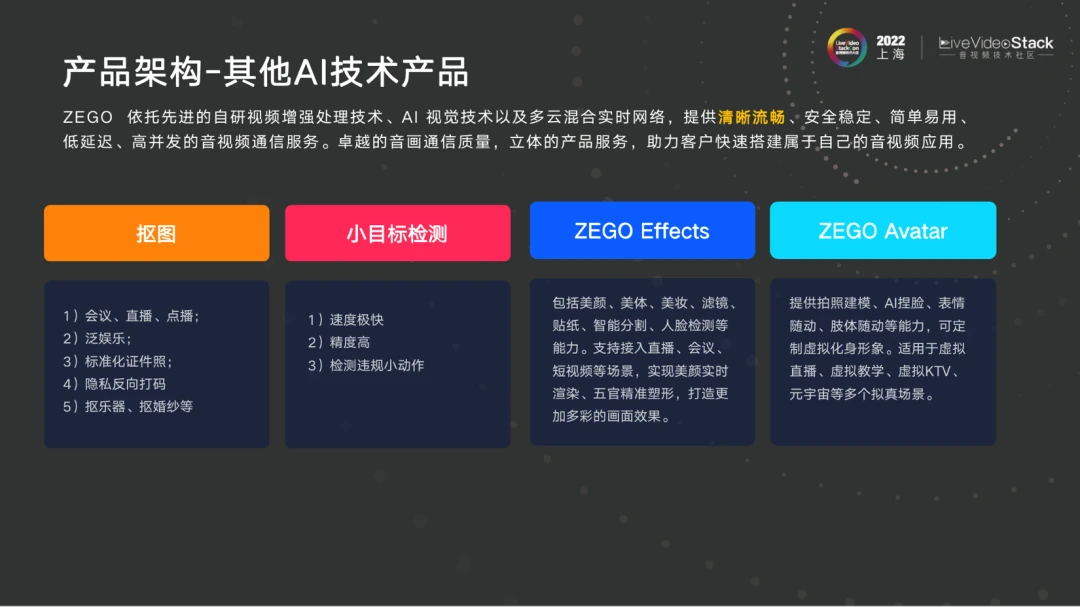 2022
上海
LiveVideoStack
音视频技术社区
产品架构-其他AI技术产品
ZEGO 依托先进的自研视频增强处理技术、AI 视觉技术以及多云混合实时网络，提供清晰流畅、安全稳定、简单易用、
低延迟、高并发的音视频通信服务。卓越的音画通信质量，立体的产品服务，助力客户快速搭建属于自己的音视频应用。
抠图
1）会议、直播、点播；
2）泛娱乐；
3）标准化证件照；
4）隐私反向打码
5）抠乐器、抠婚纱等
小目标检测
1）速度极快
2）精度高
3）检测违规小动作
ZEGO Effects
包括美颜、美体、美妆、滤镜、
贴纸、智能分割、人脸检测等
能力。支持接入直播、会议、
短视频等场景，实现美颜实时
渲染、五官精准塑形，打造更
加多彩的画面效果。
ZEGO Avatar
提供拍照建模、AI捏脸、表情
随动、肢体随动等能力，可定
制虚拟化身形象。适用于虚拟
直播、虚拟教学、虚拟KTV、
元宇宙等多个拟真场景。